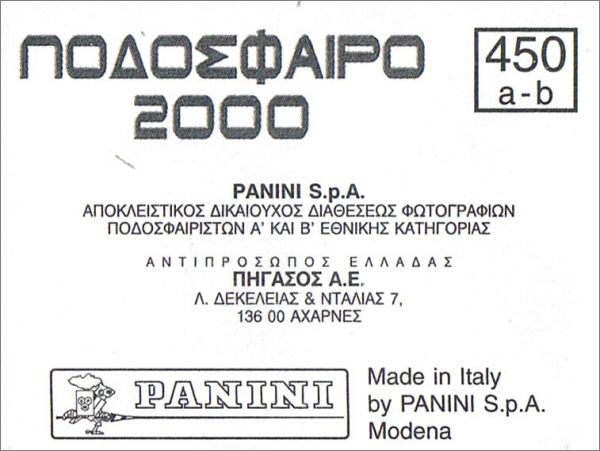 ΠΟΔΟΣΦΑΙΡΟ
2000
450
a-b
PANINI S.p.A.
ΑΠΟΚΛΕΙΣΤΙΚΟΣ ΔΙΚΑΙΟΥΧΟΣ ΔΙΑΘΕΣΕΩΣ ΦΩΤΟΓΡΑΦΙΩΝ
ΠΟΔΟΣΦΑΙΡΙΣΤΩΝ Α' ΚΑΙ Β' ΕΘΝΙΚΗΣ ΚΑΤΗΓΟΡΙΑΣ
ΑΝΤΙΠΡΟΣΩΠΟΣ ΕΛΛΑΔΑΣ
ΠΗΓΑΣΟΣ Α.Ε.
Λ. ΔΕΚΕΛΕΙΑΣ & ΝΤΑΛΙΑΣ 7,
136 00 ΑΧΑΡΝΕΣ
PANINI
Made in Italy
by PANINI S.p.A.
Modena